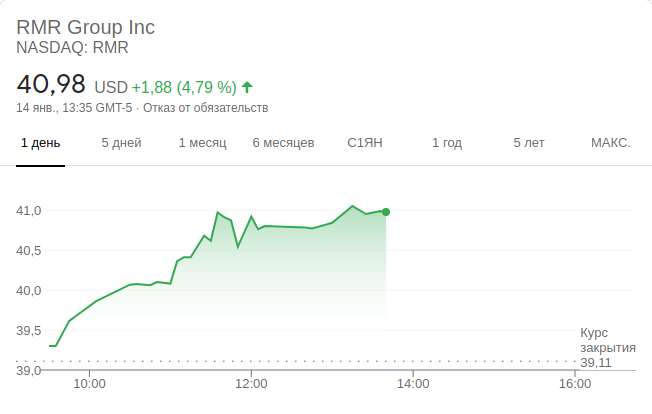 RMR Group Inc
NASDAQ: RMR
40,98 USD +1,88 (4,79 %)
14 янв., 13:35 GMT-5 · Отказ от обязательств
1 день 5 дней 1 месяц 6 месяцев С1ЯН 1 год 5 лет МАКС.
41,0
40,5
40,0
39,5
39,0
Курс
закрытия
39,11
10:00 12:00 14:00 16:00